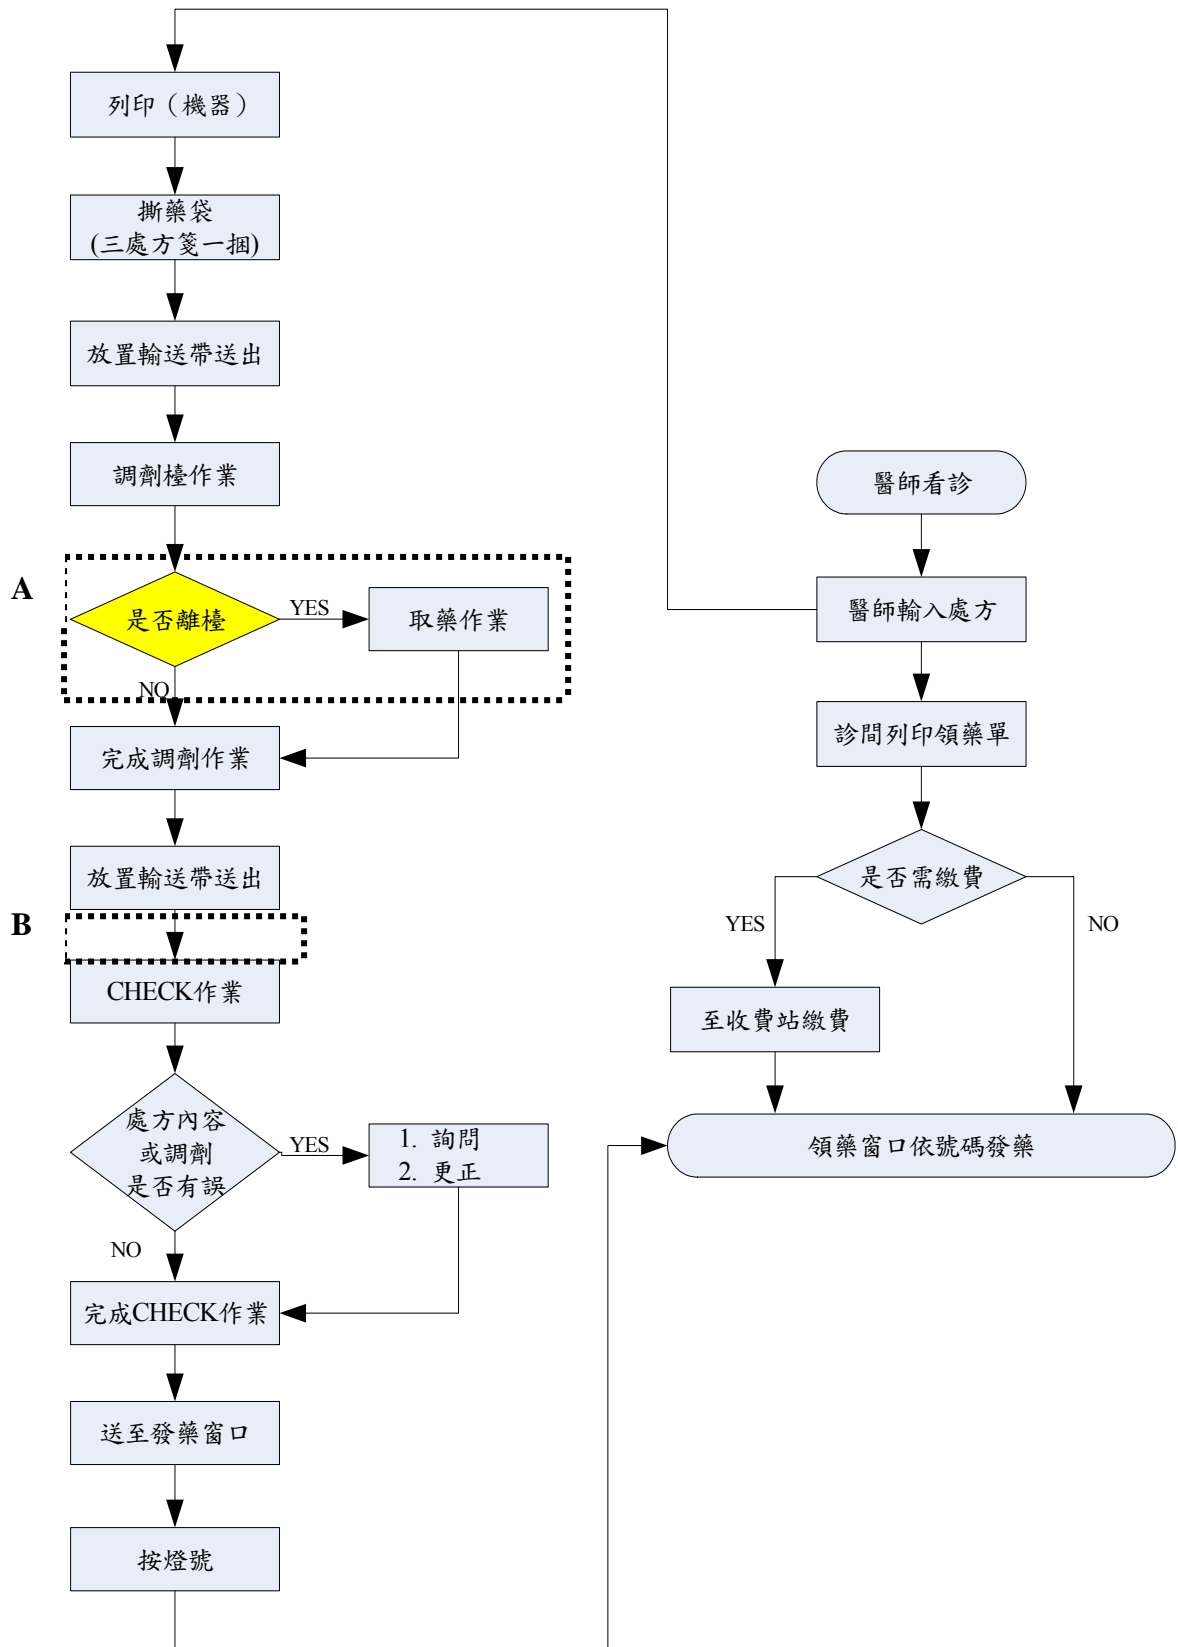 列印（機器）
撕藥袋
(三處方箋一捆)
放置輸送帶送出
調劑檯作業
A
是否離檯
YES
取藥作業
NO
完成調劑作業
放置輸送帶送出
B
CHECK作業
處方內容
或調劑
是否有誤
YES
1. 詢問
2. 更正
NO
完成CHECK作業
送至發藥窗口
按燈號
醫師看診
醫師輸入處方
診間列印領藥單
是否需繳費
YES
NO
至收費站繳費
領藥窗口依號碼發藥